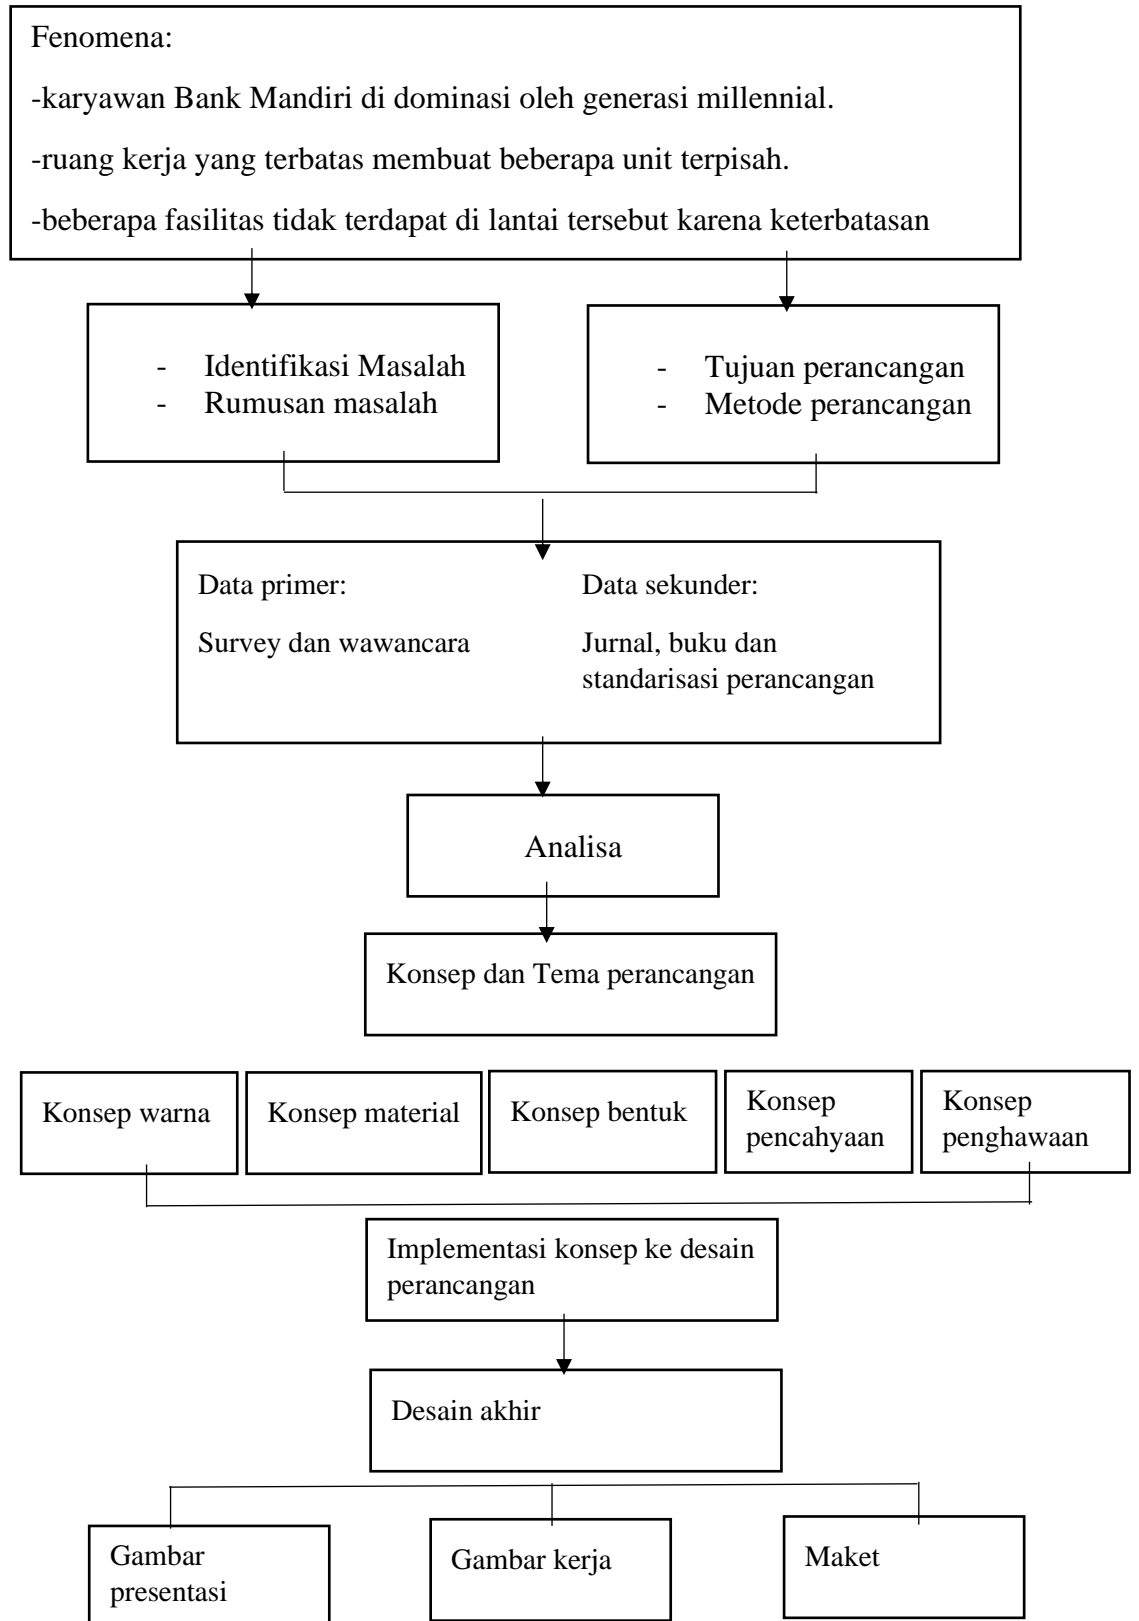 Fenomena:
-karyawan Bank Mandiri di dominasi oleh generasi millennial.
-ruang kerja yang terbatas membuat beberapa unit terpisah.
-beberapa fasilitas tidak terdapat di lantai tersebut karena keterbatasan
- Identifikasi Masalah
- Rumusan masalah
- Tujuan perancangan
- Metode perancangan
Data primer:
Survey dan wawancara
Data sekunder:
Jurnal, buku dan
standarisasi perancangan
Analisa
Konsep dan Tema perancangan
Konsep warna
Konsep material
Konsep bentuk
Konsep
pencahyaan
Konsep
penghawaan
Implementasi konsep ke desain
perancangan
Desain akhir
Gambar
presentasi
Gambar kerja
Maket